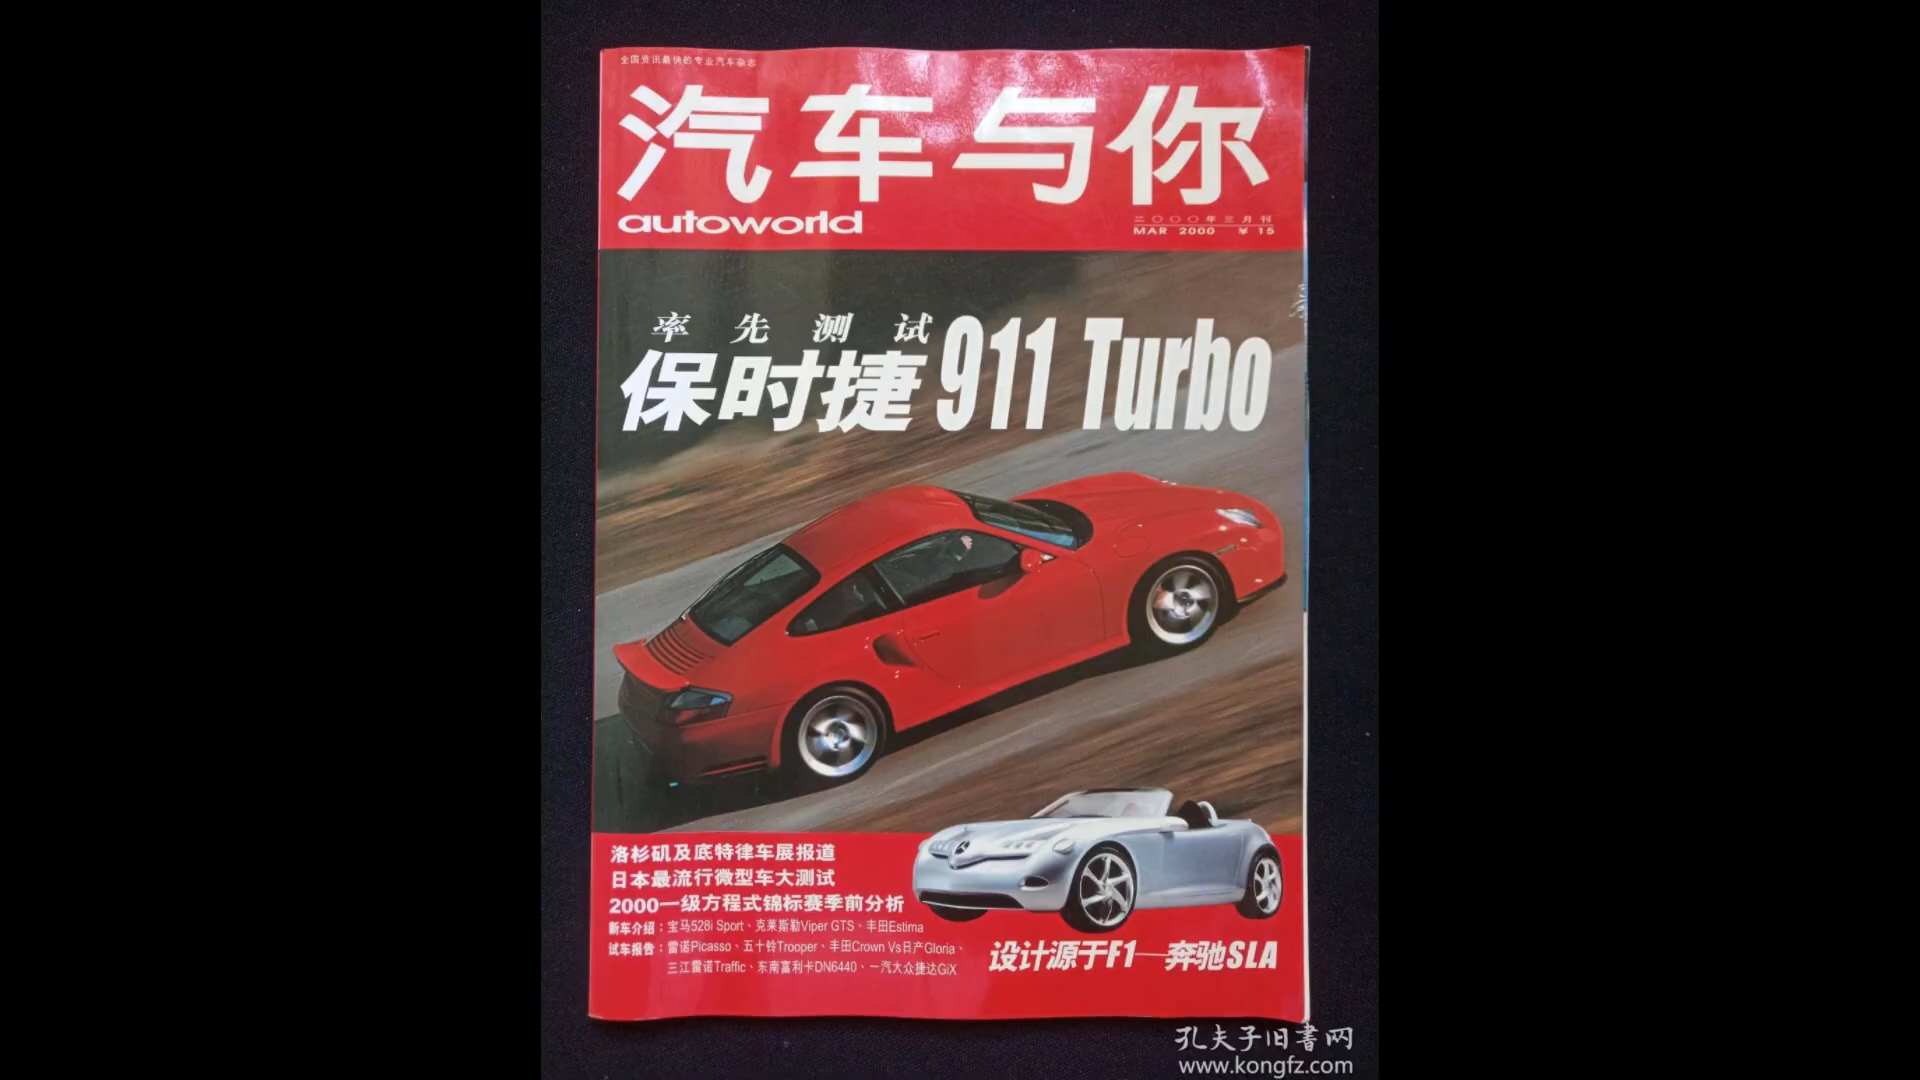 全国资讯最快的专业汽车杂志
汽车与你
autoworld
二〇〇〇年三月刊
MAR 2000 ¥ 15
率先测试
保时捷911 Turbo
洛杉矶及底特律车展报道
日本最流行微型车大测试
2000一级方程式锦标赛季前分析
新车介绍：宝马528i Sport、克莱斯勒Viper GTS、丰田Estima
试车报告：雷诺Picasso、五十铃Trooper、丰田Crown Vs日产Gloria、
三江雷诺Traffic、东南富利卡DN6440、一汽大众捷达GiX
设计源于F1—奔驰SLA
孔夫子旧書网
www.kongfz.com